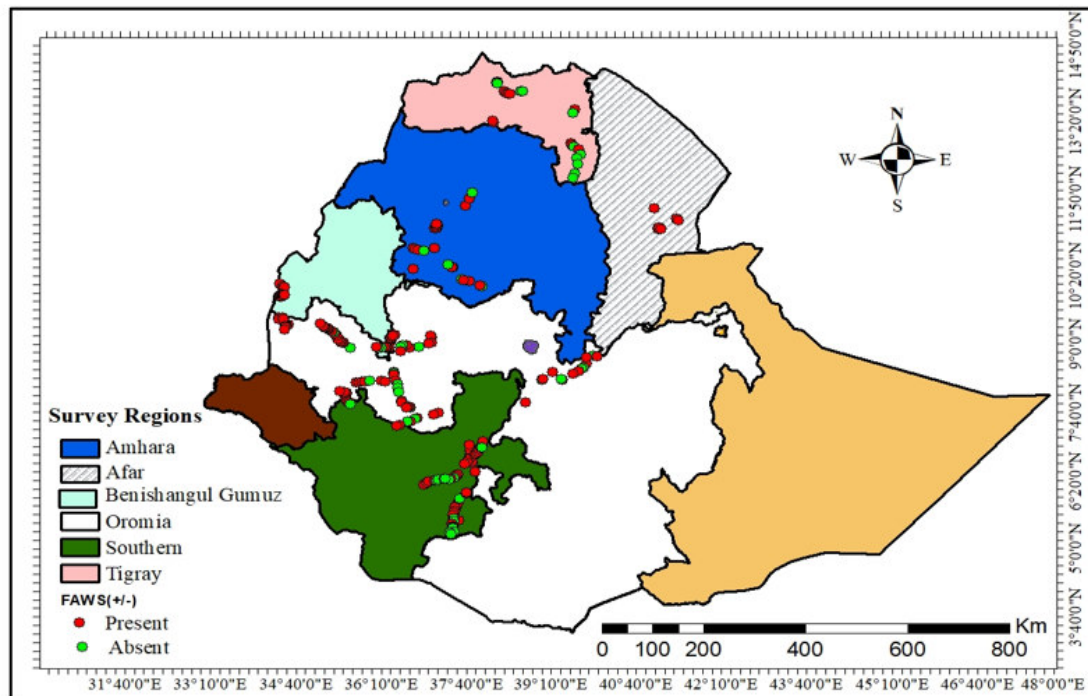 N
W E
S
Survey Regions
Amhara
Afar
Benishangul Gumuz
Oromia
Southern
Tigray
FAWS(+/-)
Present
Absent
Km
0 100 200 400 600 800
31°40'0"E 33°10'0"E 34°40'0"E 36°10'0"E 37°40'0"E 39°10'0"E 40°40'0"E 42°10'0"E 43°40'0"E 45°10'0"E 46°40'0"E 48°0'0"E
14°50'0"N
13°20'0"N
11°50'0"N
10°20'0"N
9°0'0"N
7°40'0"N
6°20'0"N
5°0'0"N
3°40'0"N